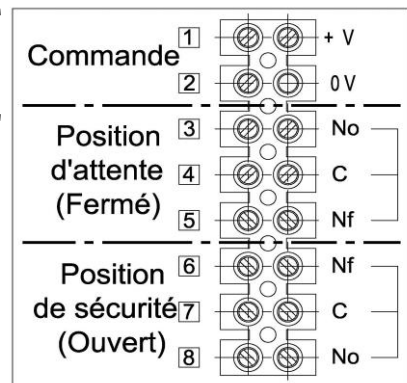 Commande
1 + V
2 0 V
Position
d'attente
(Fermé)
3 No
4 C
5 Nf
Position
de sécurité
(Ouvert)
6 Nf
7 C
8 No